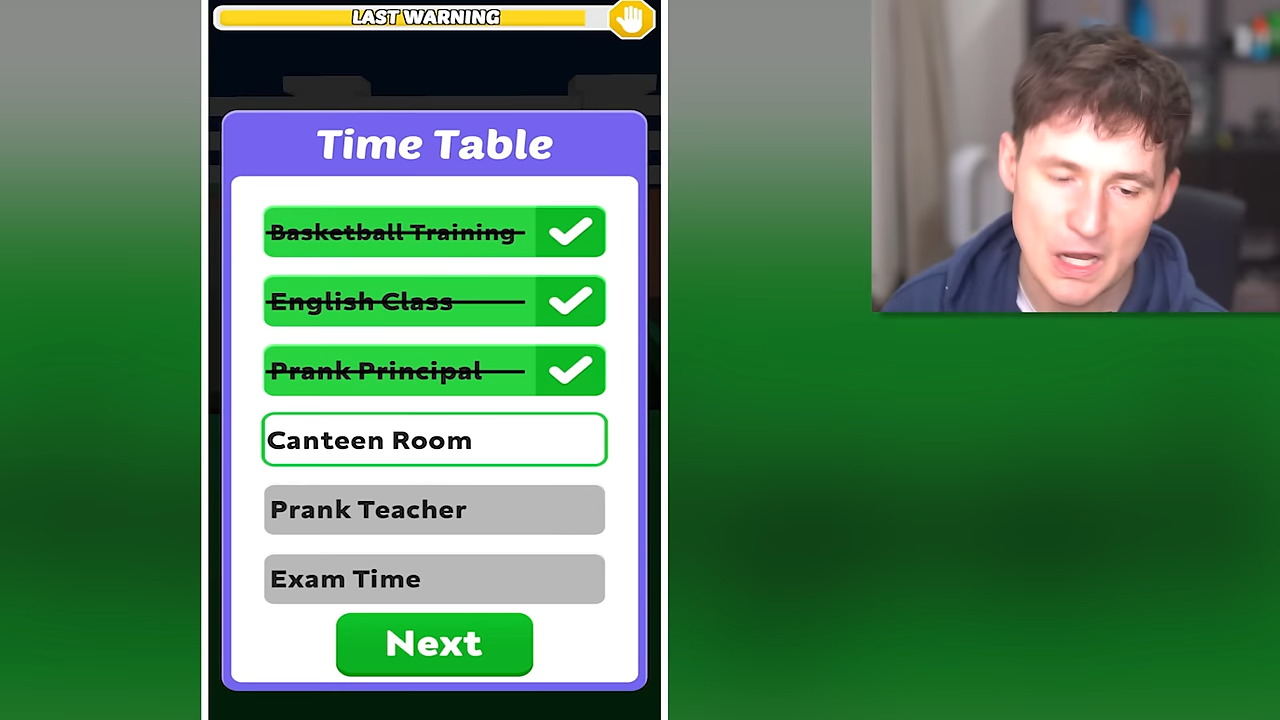 LAST WARNING
Time Table
Basketball Training
English Class
Prank Principal
Canteen Room
Prank Teacher
Exam Time
Next